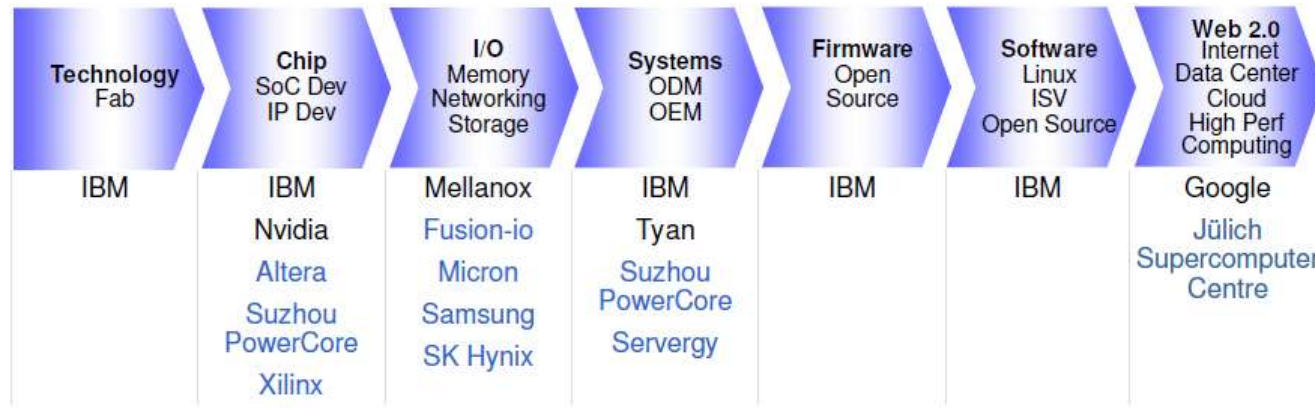 Technology
Fab
Chip
SoC Dev
IP Dev
I/O
Memory
Networking
Storage
Systems
ODM
OEM
Firmware
Open
Source
Software
Linux
ISV
Open Source
Web 2.0
Internet
Data Center
Cloud
High Perf
Computing
IBM
IBM
Nvidia
Altera
Suzhou
PowerCore
Xilinx
Mellanox
Fusion-io
Micron
Samsung
SK Hynix
IBM
Tyan
Suzhou
PowerCore
Servergy
IBM
IBM
Google
Jülich
Supercomputer
Centre